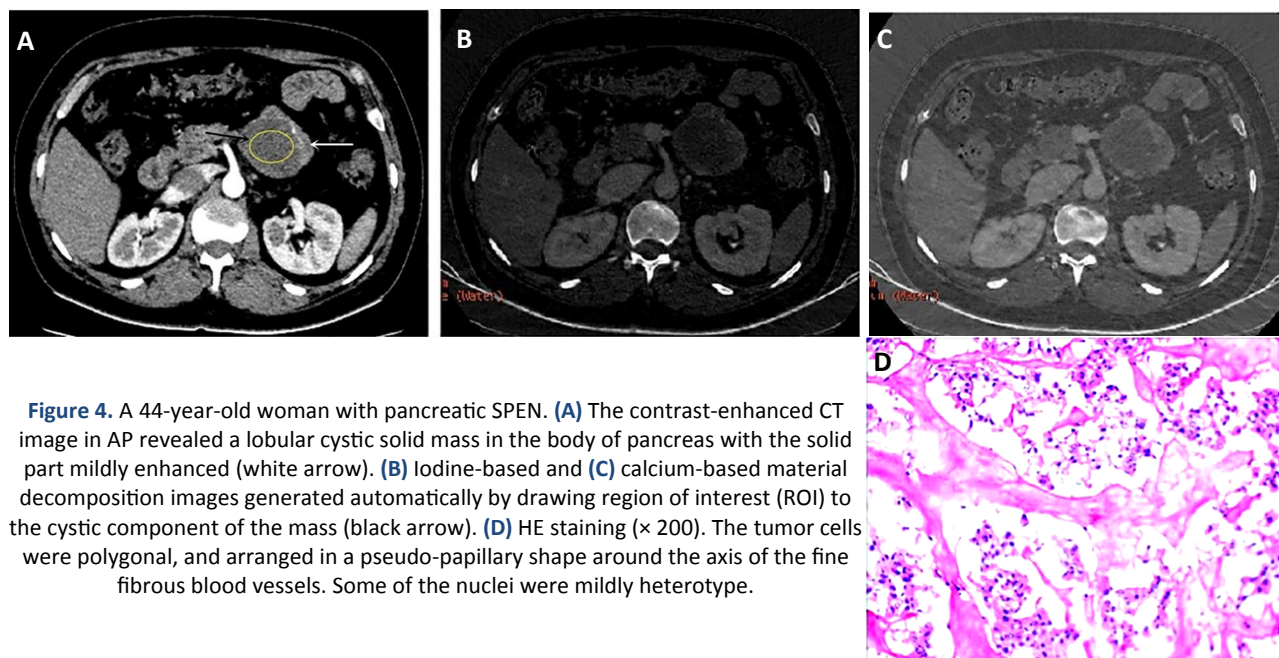 A
B
C
e (Water)
(Water)
D
Figure 4. A 44-year-old woman with pancreatic SPEN. (A) The contrast-enhanced CT
image in AP revealed a lobular cystic solid mass in the body of pancreas with the solid
part mildly enhanced (white arrow). (B) Iodine-based and (C) calcium-based material
decomposition images generated automatically by drawing region of interest (ROI) to
the cystic component of the mass (black arrow). (D) HE staining (× 200). The tumor cells
were polygonal, and arranged in a pseudo-papillary shape around the axis of the fine
fibrous blood vessels. Some of the nuclei were mildly heterotype.